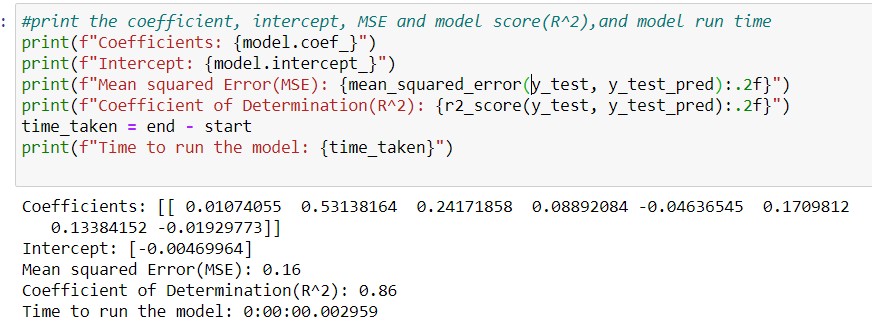 :
#print the coefficient, intercept, MSE and model score(R^2),and model run time
print(f"Coefficients: {model.coef_}")
print(f"Intercept: {model.intercept_}")
print(f"Mean squared Error(MSE): {mean_squared_error(y_test, y_test_pred):.2f}")
print(f"Coefficient of Determination(R^2): {r2_score(y_test, y_test_pred):.2f}")
time_taken = end - start
print(f"Time to run the model: {time_taken}")
Coefficients: [[ 0.01074055  0.53138164  0.24171858  0.08892084 -0.04636545  0.1709812
   0.13384152 -0.01929773]]
Intercept: [-0.00469964]
Mean squared Error(MSE): 0.16
Coefficient of Determination(R^2): 0.86
Time to run the model: 0:00:00.002959